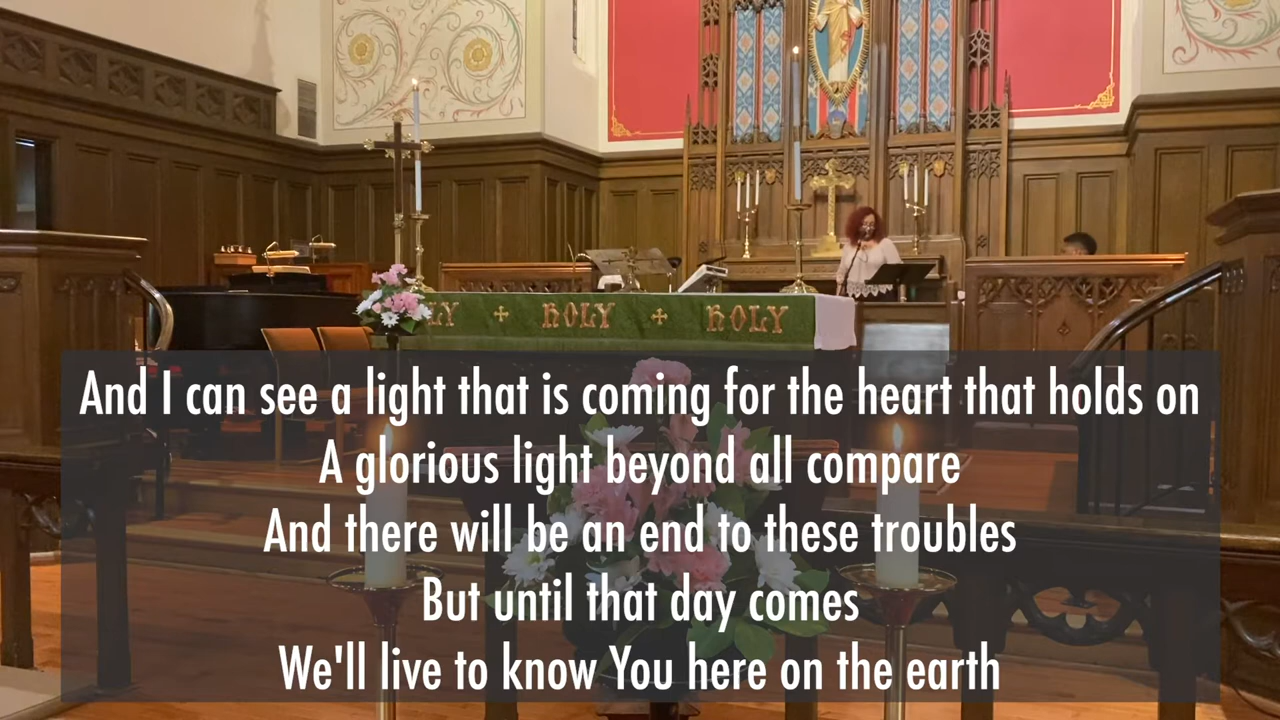 LY HOLY HOLY
And I can see a light that is coming for the heart that holds on
A glorious light beyond all compare
And there will be an end to these troubles
But until that day comes
We'll live to know You here on the earth